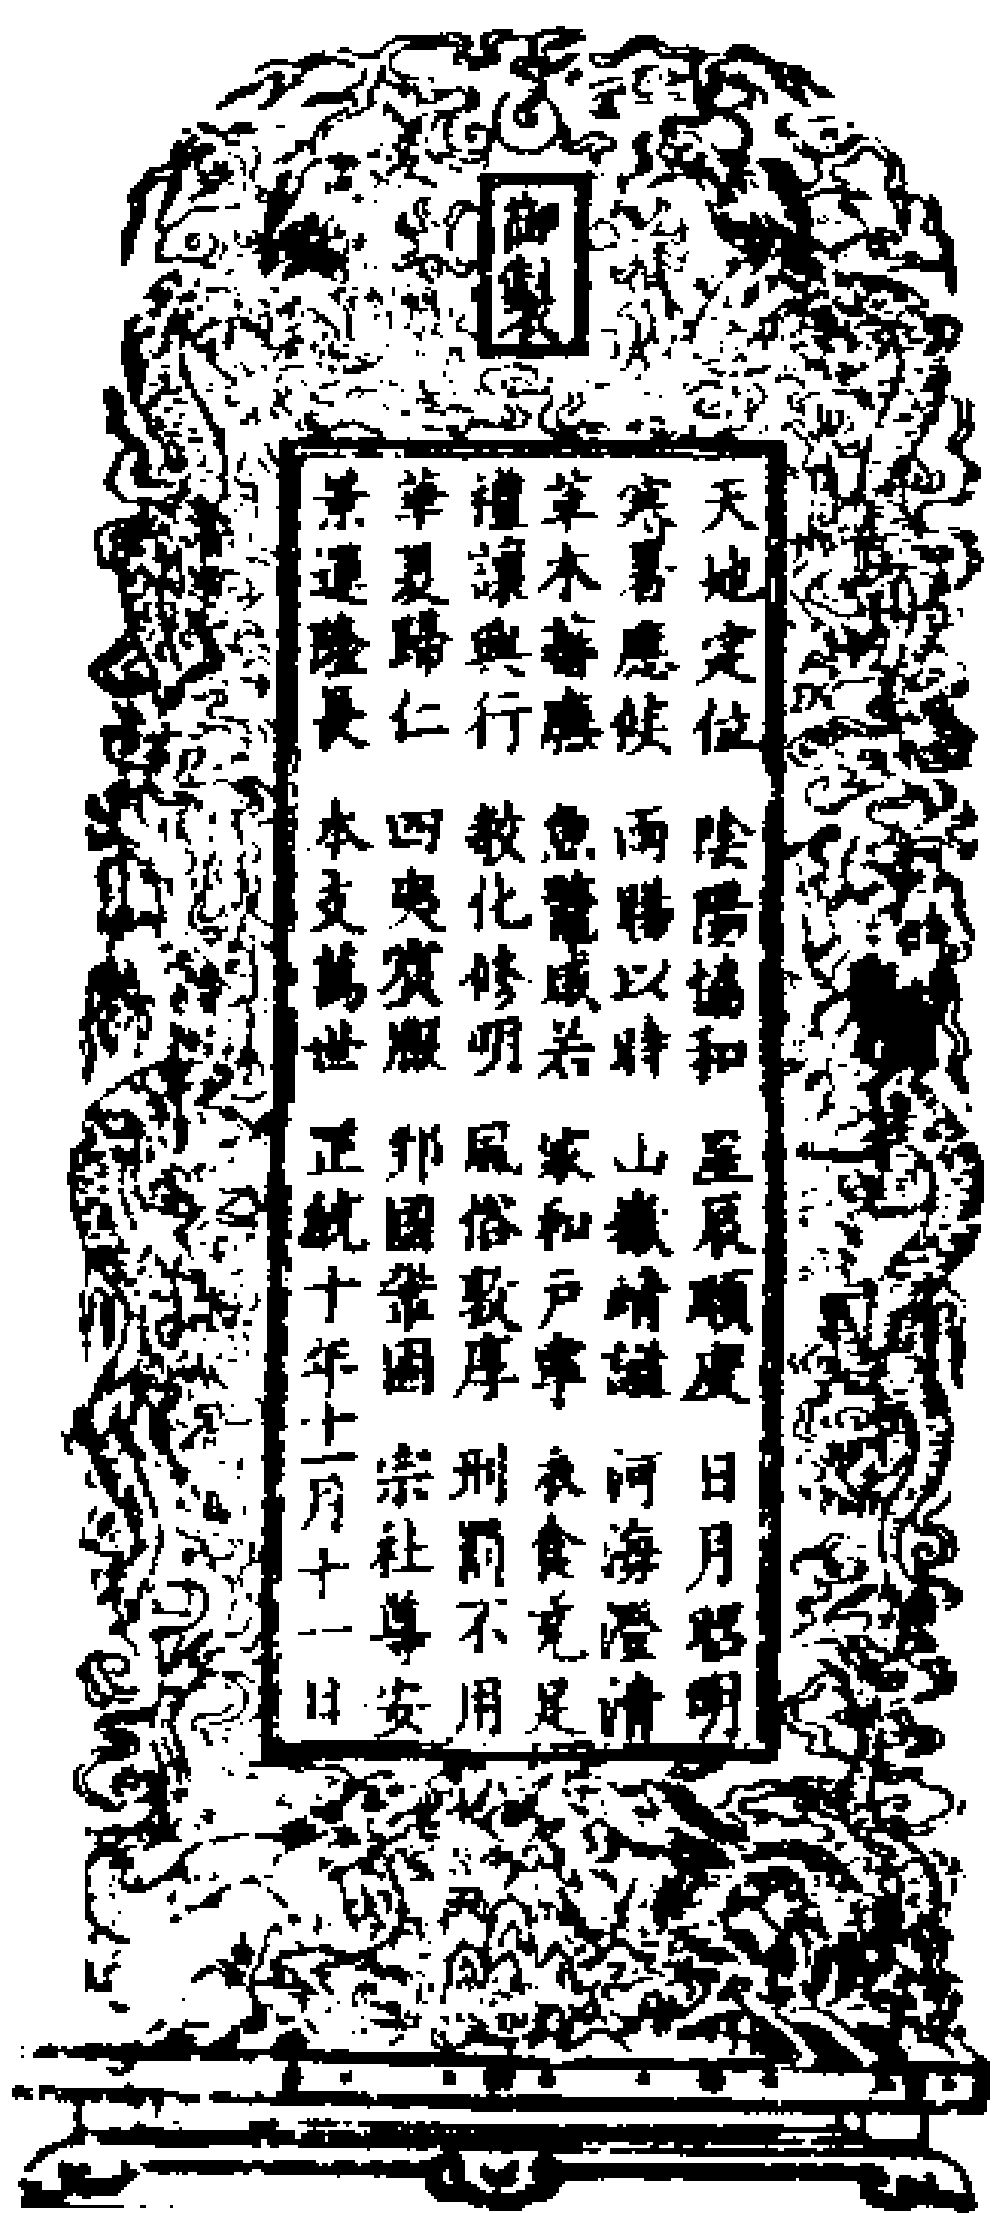 御製
天地定位 陰陽協和 星辰順度 日月昭明
寒暑應候 雨暘以時 山嶽靖謐 河海澄清
草木蕃廡 魚鼈咸若 家和戶寧 衣食充足
禮讓興行 教化修明 風俗敦厚 刑罰不用
華夏歸仁 四夷賓服 邦國鞏固 宗社尊安
景運隆長 本支萬世 正統十年十一月十一日